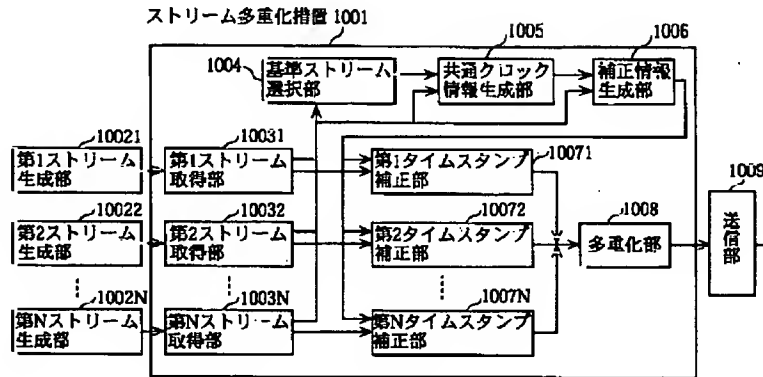 ストリーム多重化措置 1001
1004
基準ストリーム
選択部
1005
共通クロック
情報生成部
1006
補正情報
生成部
10021
第1ストリーム
生成部
10031
第1ストリーム
取得部
10071
第1タイムスタンプ
補正部
10022
第2ストリーム
生成部
10032
第2ストリーム
取得部
10072
第2タイムスタンプ
補正部
1008
多重化部
1009
送信部
1002N
第Nストリーム
生成部
1003N
第Nストリーム
取得部
1007N
第Nタイムスタンプ
補正部